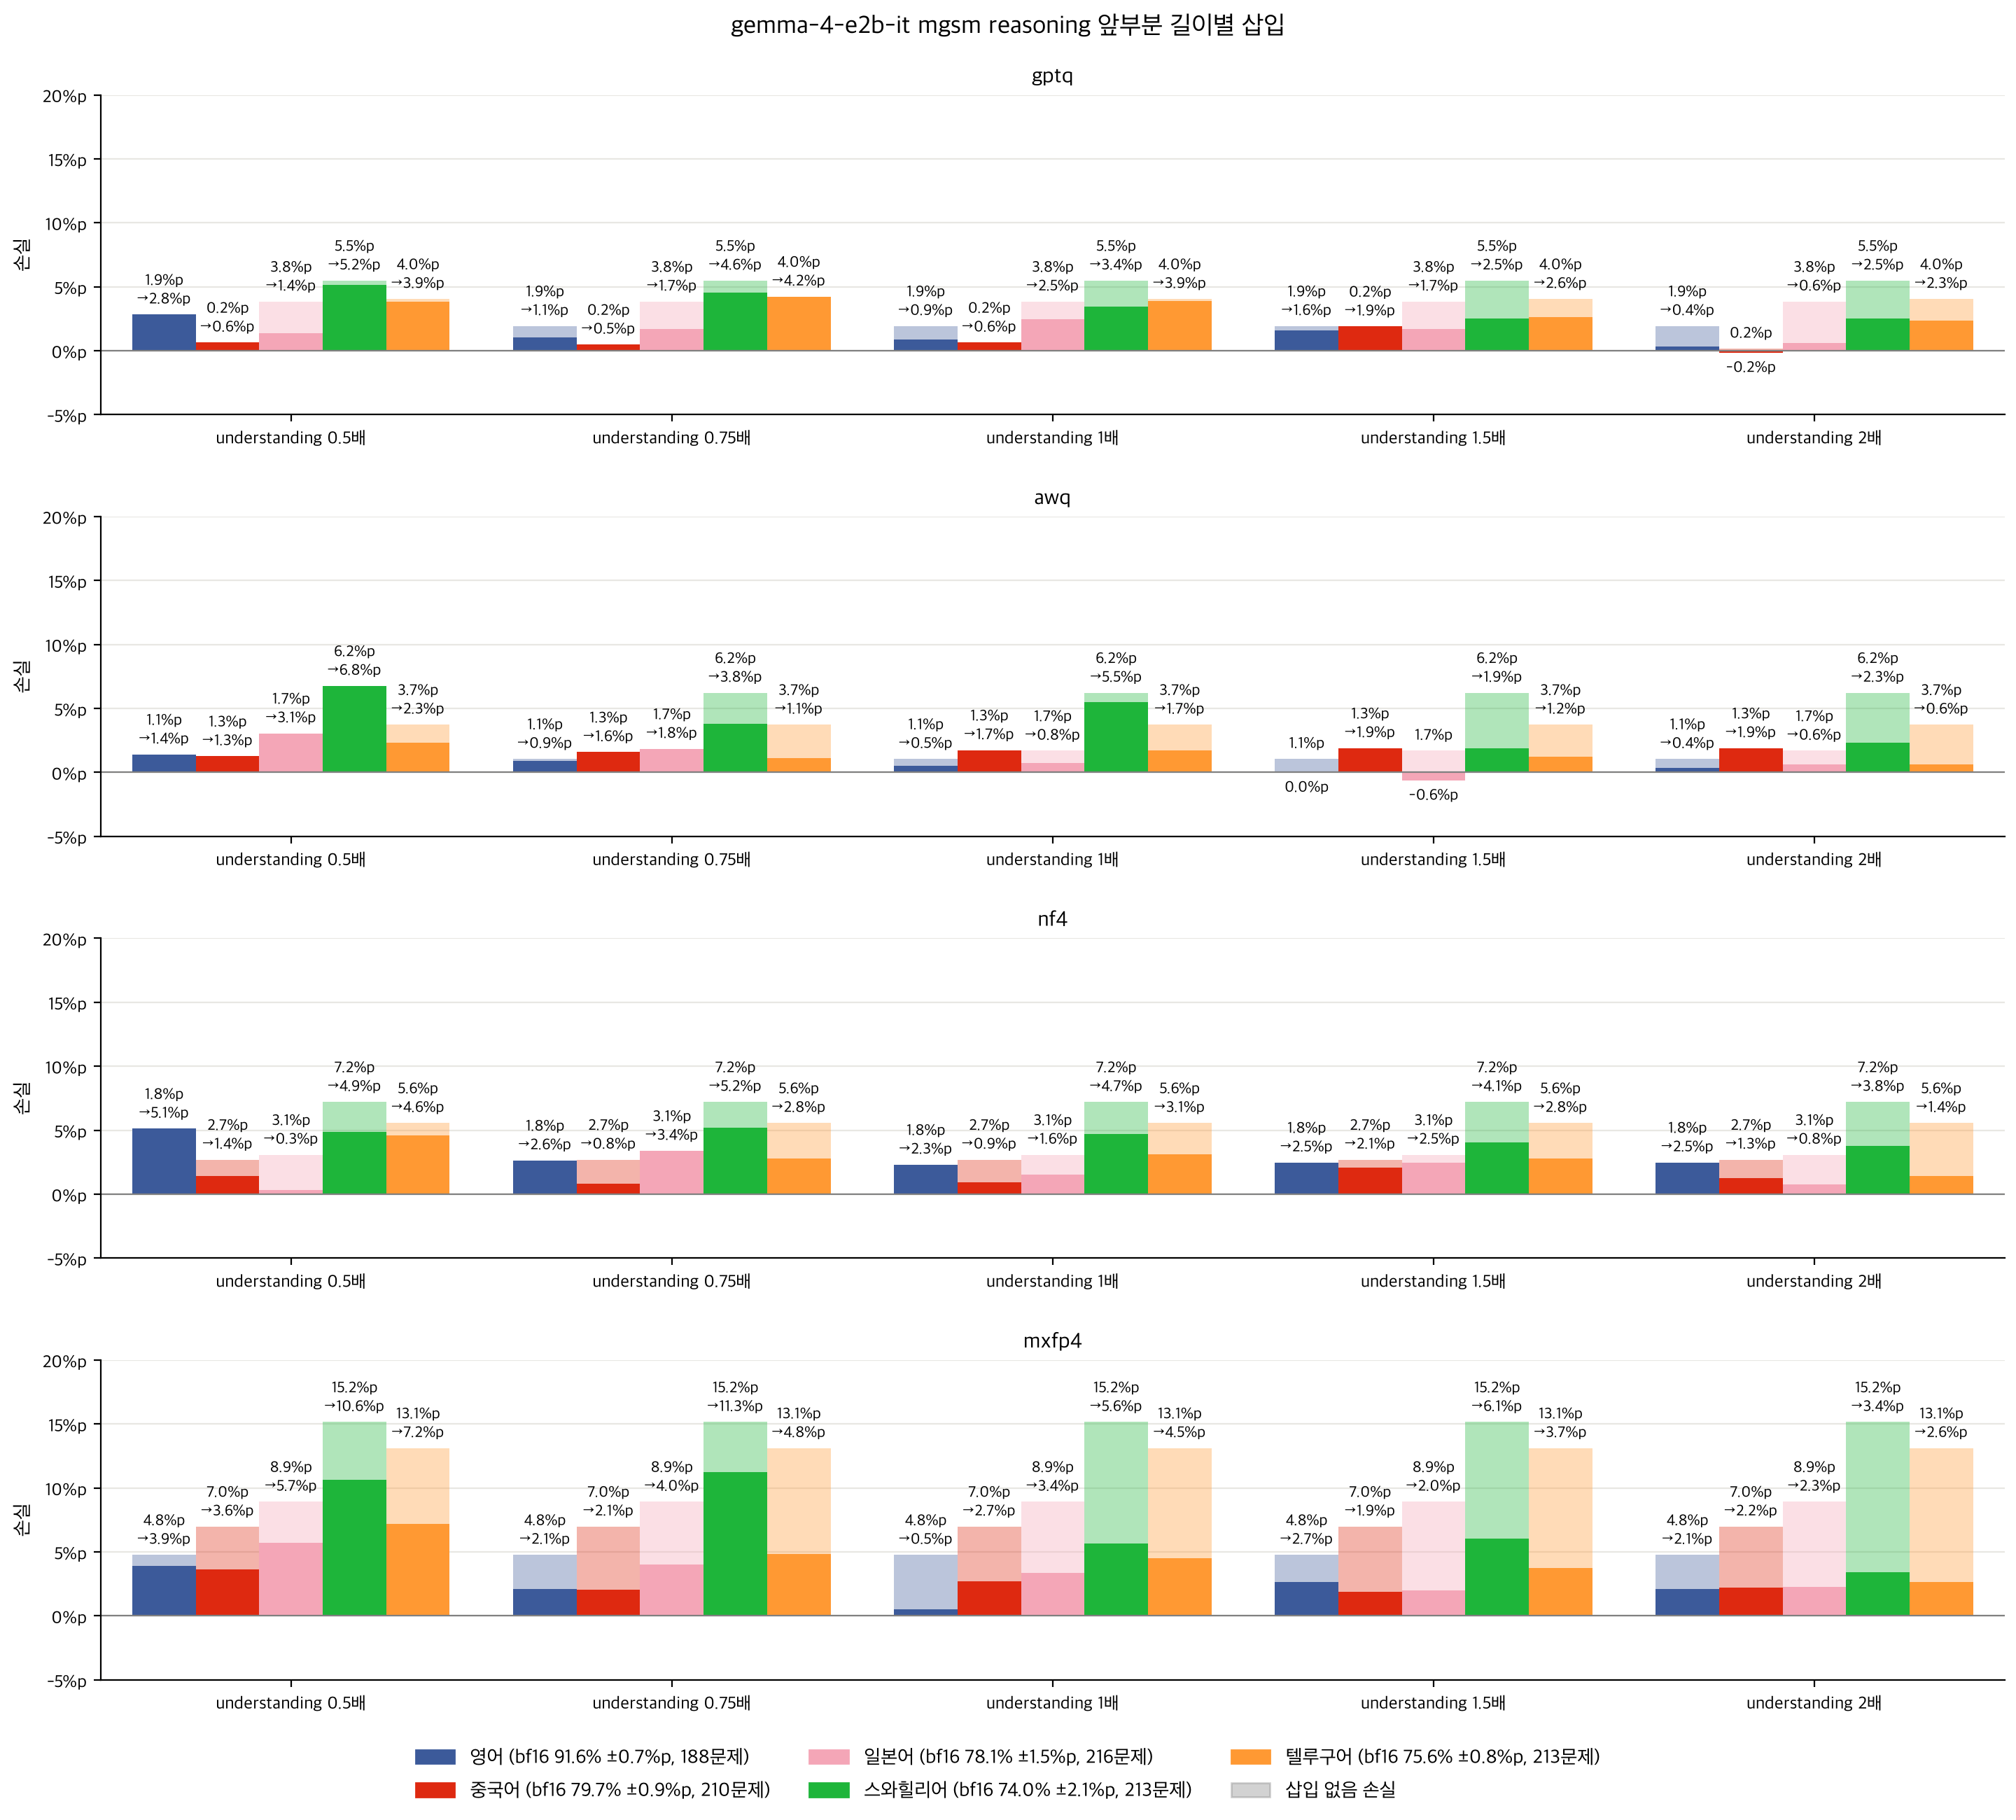 gemma-4-e2b-it mgsm reasoning 앞부분 길이별 삽입
gptq
손실
20%p
15%p
10%p
5%p
0%p
-5%p
1.9%p
→2.8%p
0.2%p
→0.6%p
3.8%p
→1.4%p
5.5%p
→5.2%p
4.0%p
→3.9%p
1.9%p
→1.1%p
0.2%p
→0.5%p
3.8%p
→1.7%p
5.5%p
→4.6%p
4.0%p
→4.2%p
1.9%p
→0.9%p
0.2%p
→0.6%p
3.8%p
→2.5%p
5.5%p
→3.4%p
4.0%p
→3.9%p
1.9%p
→1.6%p
0.2%p
→1.9%p
3.8%p
→1.7%p
5.5%p
→2.5%p
4.0%p
→2.6%p
1.9%p
→0.4%p
0.2%p
-0.2%p
3.8%p
→0.6%p
5.5%p
→2.5%p
4.0%p
→2.3%p
understanding 0.5배
understanding 0.75배
understanding 1배
understanding 1.5배
understanding 2배
awq
손실
20%p
15%p
10%p
5%p
0%p
-5%p
1.1%p
→1.4%p
1.3%p
→1.3%p
1.7%p
→3.1%p
6.2%p
→6.8%p
3.7%p
→2.3%p
1.1%p
→0.9%p
1.3%p
→1.6%p
1.7%p
→1.8%p
6.2%p
→3.8%p
3.7%p
→1.1%p
1.1%p
→0.5%p
1.3%p
→1.7%p
1.7%p
→0.8%p
6.2%p
→5.5%p
3.7%p
→1.7%p
1.1%p
0.0%p
1.3%p
→1.9%p
1.7%p
-0.6%p
6.2%p
→1.9%p
3.7%p
→1.2%p
1.1%p
→0.4%p
1.3%p
→1.9%p
1.7%p
→0.6%p
6.2%p
→2.3%p
3.7%p
→0.6%p
understanding 0.5배
understanding 0.75배
understanding 1배
understanding 1.5배
understanding 2배
nf4
손실
20%p
15%p
10%p
5%p
0%p
-5%p
1.8%p
→5.1%p
2.7%p
→1.4%p
3.1%p
→0.3%p
7.2%p
→4.9%p
5.6%p
→4.6%p
1.8%p
→2.6%p
2.7%p
→0.8%p
3.1%p
→3.4%p
7.2%p
→5.2%p
5.6%p
→2.8%p
1.8%p
→2.3%p
2.7%p
→0.9%p
3.1%p
→1.6%p
7.2%p
→4.7%p
5.6%p
→3.1%p
1.8%p
→2.5%p
2.7%p
→2.1%p
3.1%p
→2.5%p
7.2%p
→4.1%p
5.6%p
→2.8%p
1.8%p
→2.5%p
2.7%p
→1.3%p
3.1%p
→0.8%p
7.2%p
→3.8%p
5.6%p
→1.4%p
understanding 0.5배
understanding 0.75배
understanding 1배
understanding 1.5배
understanding 2배
mxfp4
손실
20%p
15%p
10%p
5%p
0%p
-5%p
4.8%p
→3.9%p
7.0%p
→3.6%p
8.9%p
→5.7%p
15.2%p
→10.6%p
13.1%p
→7.2%p
4.8%p
→2.1%p
7.0%p
→2.1%p
8.9%p
→4.0%p
15.2%p
→11.3%p
13.1%p
→4.8%p
4.8%p
→0.5%p
7.0%p
→2.7%p
8.9%p
→3.4%p
15.2%p
→5.6%p
13.1%p
→4.5%p
4.8%p
→2.7%p
7.0%p
→1.9%p
8.9%p
→2.0%p
15.2%p
→6.1%p
13.1%p
→3.7%p
4.8%p
→2.1%p
7.0%p
→2.2%p
8.9%p
→2.3%p
15.2%p
→3.4%p
13.1%p
→2.6%p
understanding 0.5배
understanding 0.75배
understanding 1배
understanding 1.5배
understanding 2배
영어 (bf16 91.6% ±0.7%p, 188문제)
중국어 (bf16 79.7% ±0.9%p, 210문제)
일본어 (bf16 78.1% ±1.5%p, 216문제)
스와힐리어 (bf16 74.0% ±2.1%p, 213문제)
텔루구어 (bf16 75.6% ±0.8%p, 213문제)
삽입 없음 손실